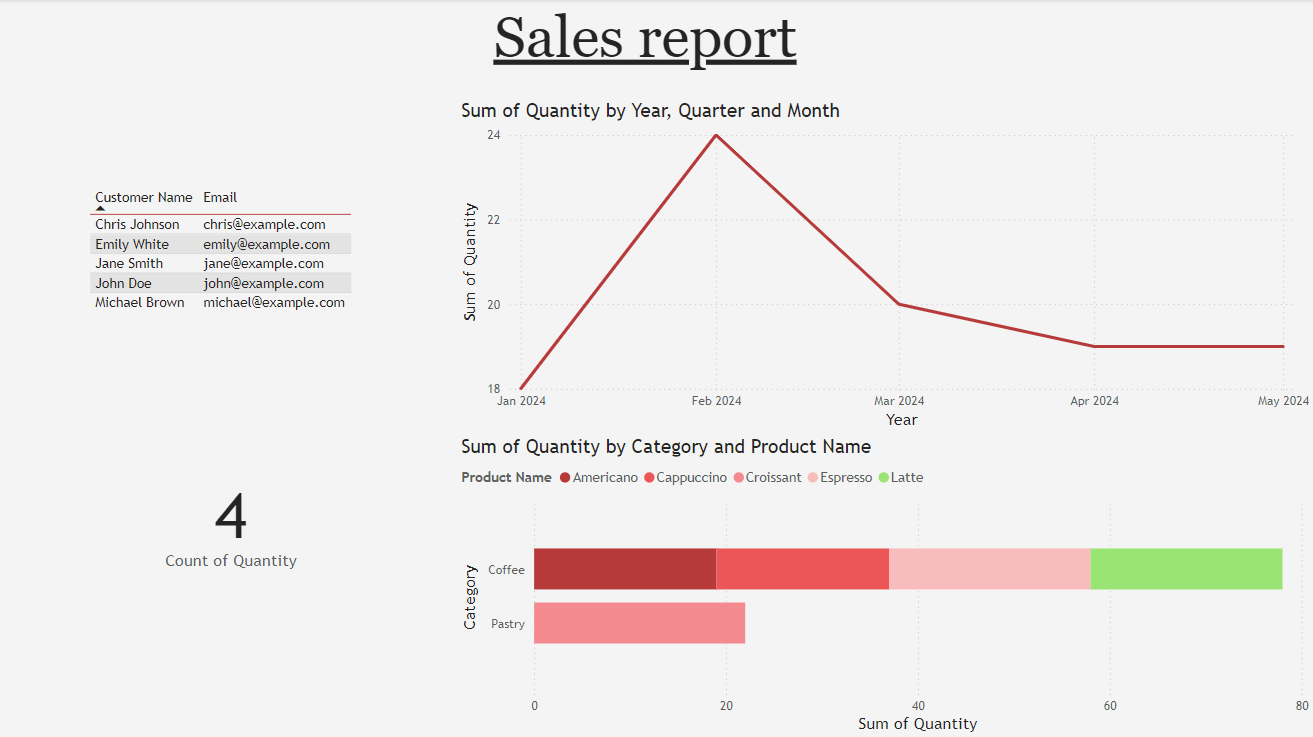 Sales report
Customer Name Email
Chris Johnson chris@example.com
Emily White emily@example.com
Jane Smith jane@example.com
John Doe john@example.com
Michael Brown michael@example.com
4
Count of Quantity
Sum of Quantity by Year, Quarter and Month
Sum of Quantity
24
22
20
18
Jan 2024 Feb 2024 Mar 2024 Apr 2024 May 2024
Year
Sum of Quantity by Category and Product Name
Product Name Americano Cappuccino Croissant Espresso Latte
Category
Coffee
Pastry
0 20 40 60 80
Sum of Quantity